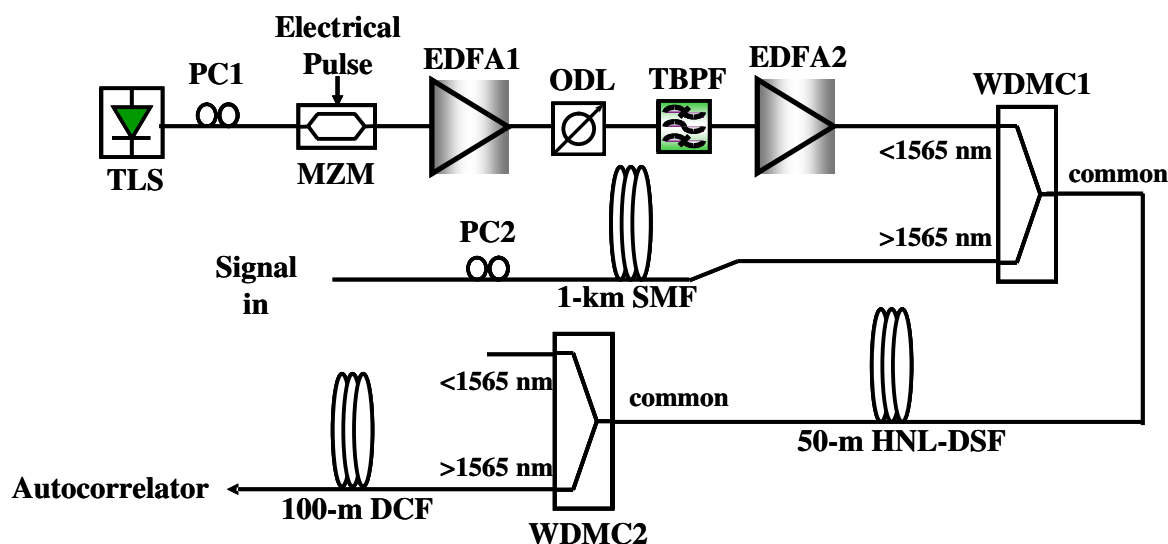 Electrical
Pulse
PC1
EDFA1
ODL
TBPF
EDFA2
WDMC1
TLS
MZM
<1565 nm
common
PC2
>1565 nm
Signal
in
1-km SMF
<1565 nm
common
50-m HNL-DSF
>1565 nm
Autocorrelator
100-m DCF
WDMC2